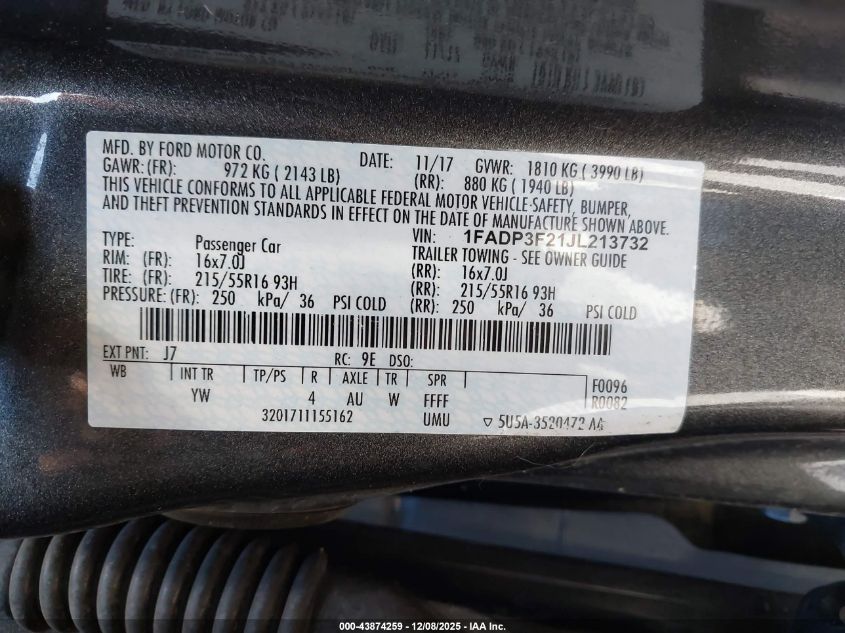 MFD. BY FORD MOTOR CO. DATE: 11/17 GVWR: 1810 KG ( 3990 LB)
GAWR: (FR): 972 KG ( 2143 LB) (RR): 880 KG ( 1940 LB)
THIS VEHICLE CONFORMS TO ALL APPLICABLE FEDERAL MOTOR VEHICLE SAFETY, BUMPER,
AND THEFT PREVENTION STANDARDS IN EFFECT ON THE DATE OF MANUFACTURE SHOWN ABOVE.
VIN: 1FADP3F21JL213732
TYPE: Passenger Car TRAILER TOWING - SEE OWNER GUIDE
RIM: (FR): 16x7.0J (RR): 16x7.0J
TIRE: (FR): 215/55R16 93H (RR): 215/55R16 93H
PRESSURE: (FR): 250 kPa/ 36 PSI COLD (RR): 250 kPa/ 36 PSI COLD
EXT PNT: J7 RC: 9E DSO:
WB INT TR TP/PS R AXLE TR SPR F0096
YW 4 AU W FFFF R0082
3201711155162 UMU ▽ 5U5A-3520472 AA
000-43874259 - 12/08/2025 - IAA Inc.